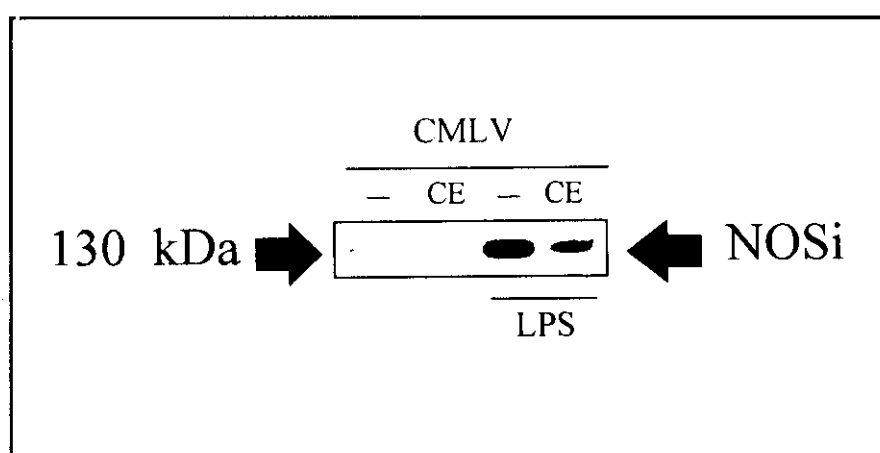 CMLV
– CE – CE
130 kDa NOSi
LPS